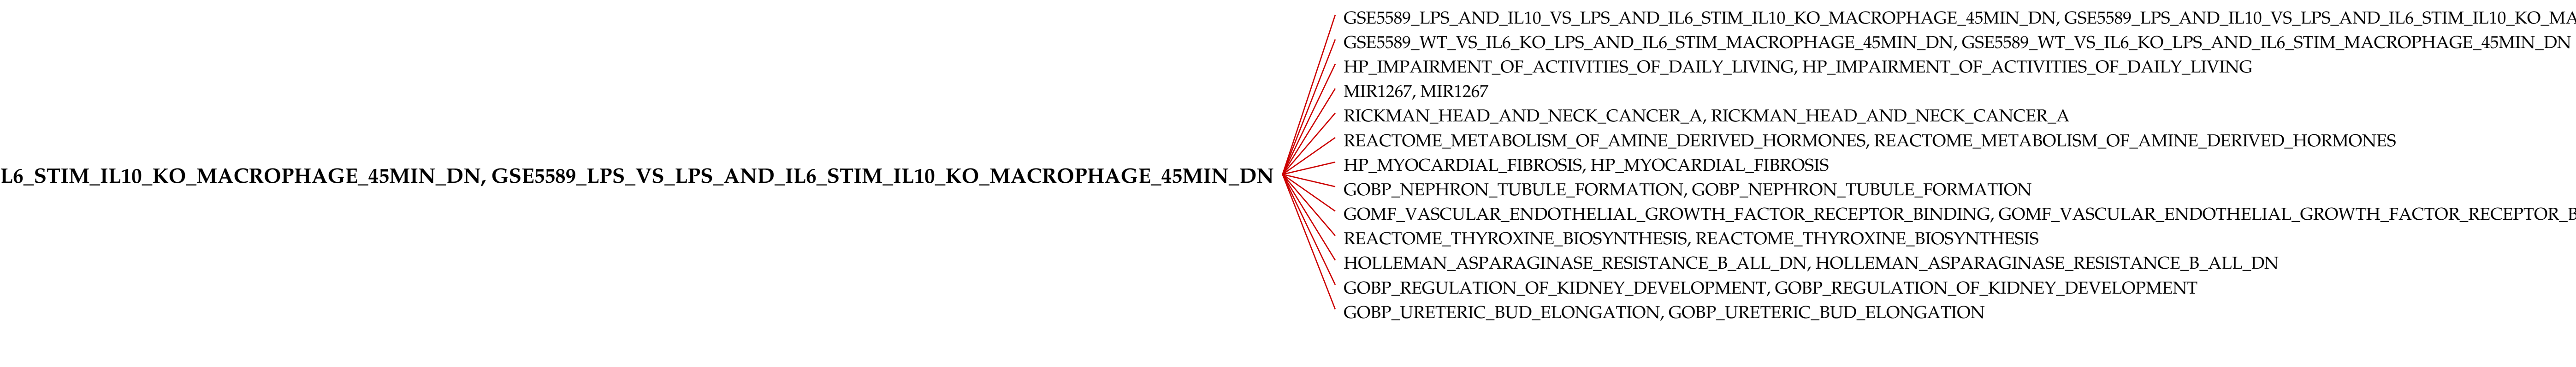 GSE5589_LPS_AND_IL10_VS_LPS_AND_IL6_STIM_IL10_KO_MACROPHAGE_45MIN_DN, GSE5589_LPS_AND_IL10_VS_LPS_AND_IL6_STIM_IL10_KO_MA
GSE5589_WT_VS_IL6_KO_LPS_AND_IL6_STIM_MACROPHAGE_45MIN_DN, GSE5589_WT_VS_IL6_KO_LPS_AND_IL6_STIM_MACROPHAGE_45MIN_DN
HP_IMPAIRMENT_OF_ACTIVITIES_OF_DAILY_LIVING, HP_IMPAIRMENT_OF_ACTIVITIES_OF_DAILY_LIVING
MIR1267, MIR1267
RICKMAN_HEAD_AND_NECK_CANCER_A, RICKMAN_HEAD_AND_NECK_CANCER_A
REACTOME_METABOLISM_OF_AMINE_DERIVED_HORMONES, REACTOME_METABOLISM_OF_AMINE_DERIVED_HORMONES
HP_MYOCARDIAL_FIBROSIS, HP_MYOCARDIAL_FIBROSIS
L6_STIM_IL10_KO_MACROPHAGE_45MIN_DN, GSE5589_LPS_VS_LPS_AND_IL6_STIM_IL10_KO_MACROPHAGE_45MIN_DN
GOBP_NEPHRON_TUBULE_FORMATION, GOBP_NEPHRON_TUBULE_FORMATION
GOMF_VASCULAR_ENDOTHELIAL_GROWTH_FACTOR_RECEPTOR_BINDING, GOMF_VASCULAR_ENDOTHELIAL_GROWTH_FACTOR_RECEPTOR_B
REACTOME_THYROXINE_BIOSYNTHESIS, REACTOME_THYROXINE_BIOSYNTHESIS
HOLLEMAN_ASPARAGINASE_RESISTANCE_B_ALL_DN, HOLLEMAN_ASPARAGINASE_RESISTANCE_B_ALL_DN
GOBP_REGULATION_OF_KIDNEY_DEVELOPMENT, GOBP_REGULATION_OF_KIDNEY_DEVELOPMENT
GOBP_URETERIC_BUD_ELONGATION, GOBP_URETERIC_BUD_ELONGATION